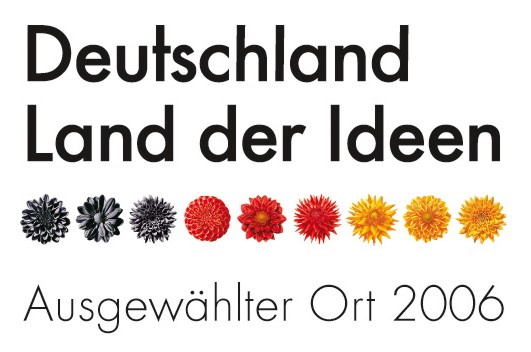 Deutschland
Land der Ideen
Ausgewählter Ort 2006